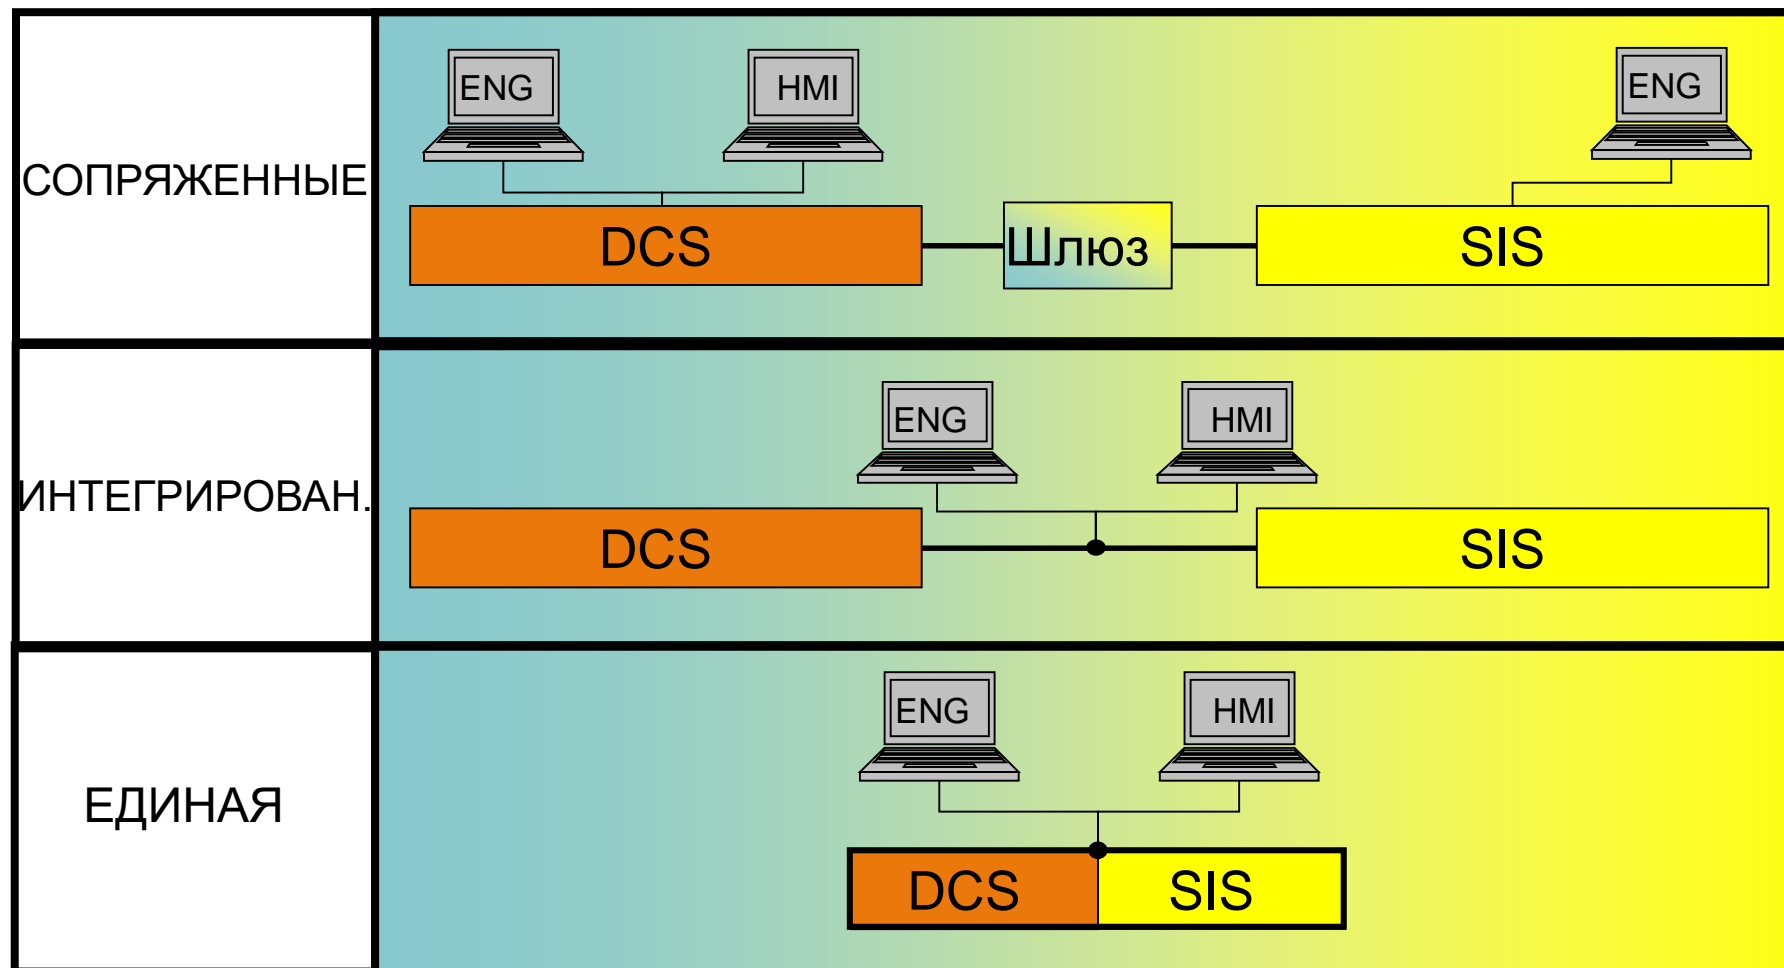 СОПРЯЖЕННЫЕ
ENG
HMI
ENG
DCS
Шлюз
SIS
ИНТЕГРИРОВАН.
ENG
HMI
DCS
SIS
ЕДИНАЯ
ENG
HMI
DCS
SIS